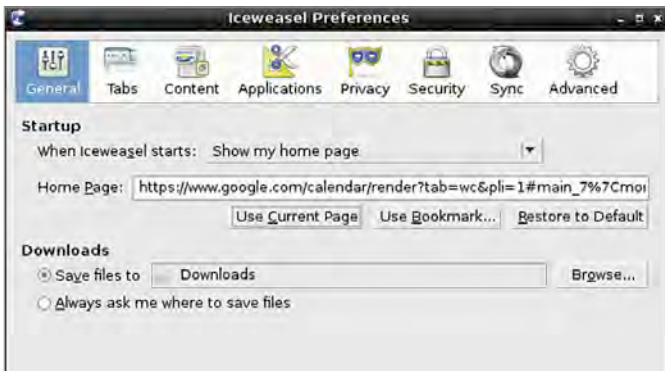 Iceweasel Preferences
General Tabs Content Applications Privacy Security Sync Advanced
Startup
When Iceweasel starts: Show my home page
Home Page: https://www.google.com/calendar/render?tab=wc&pli=1#main_7%7Cmon
Use Current Page Use Bookmark... Restore to Default
Downloads
Save files to Downloads Browse...
Always ask me where to save files